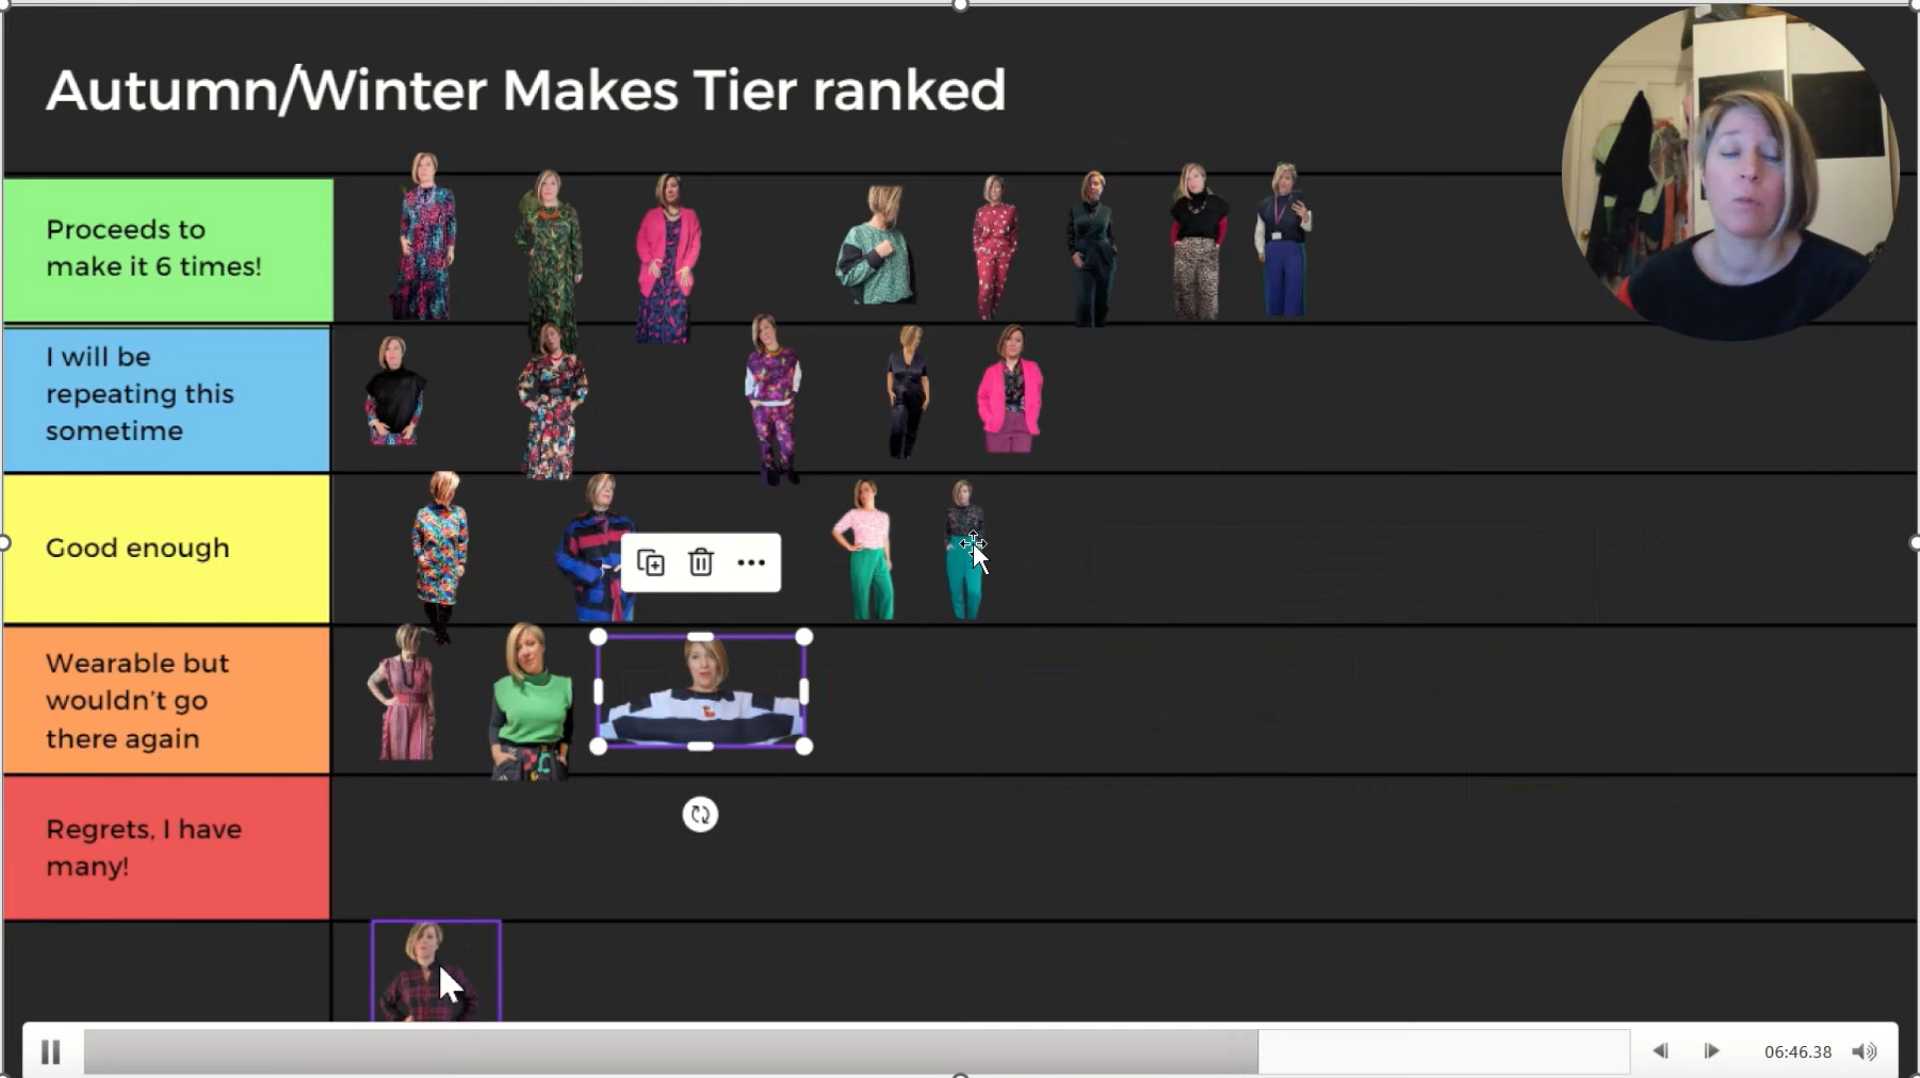 Autumn/Winter Makes Tier ranked
Proceeds to
make it 6 times!
I will be
repeating this
sometime
Good enough
Wearable but
wouldn't go
there again
Regrets, I have
many!
06:46.38